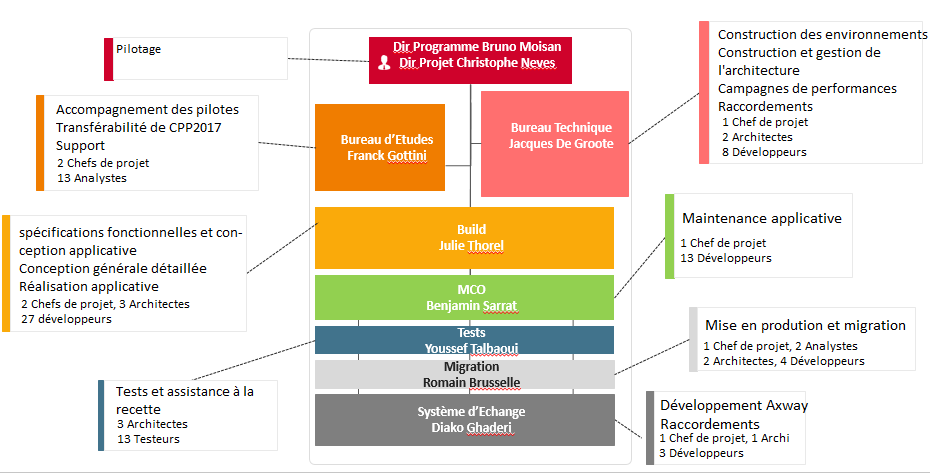 Pilotage
Dir Programme Bruno Moisan
Dir Projet Christophe Neves
Construction des environnements
Construction et gestion de
l'architecture
Campagnes de performances
Raccordements
1 Chef de projet
2 Architectes
8 Développeurs
Accompagnement des pilotes
Transférabilité de CPP2017
Support
2 Chefs de projet
13 Analystes
Bureau d'Etudes
Franck Gottini
Bureau Technique
Jacques De Groote
spécifications fonctionnelles et con-
ception applicative
Conception générale détaillée
Réalisation applicative
2 Chefs de projet, 3 Architectes
27 développeurs
Build
Julie Thorel
Maintenance applicative
1 Chef de projet
13 Développeurs
MCO
Benjamin Sarrat
Tests
Youssef Talbaoui
Mise en prodution et migration
1 Chef de projet, 2 Analystes
2 Architectes, 4 Développeurs
Migration
Romain Brusselle
Tests et assistance à la
recette
3 Architectes
13 Testeurs
Système d'Echange
Diako Ghaderi
Développement Axway
Raccordements
1 Chef de projet, 1 Archi
3 Développeurs